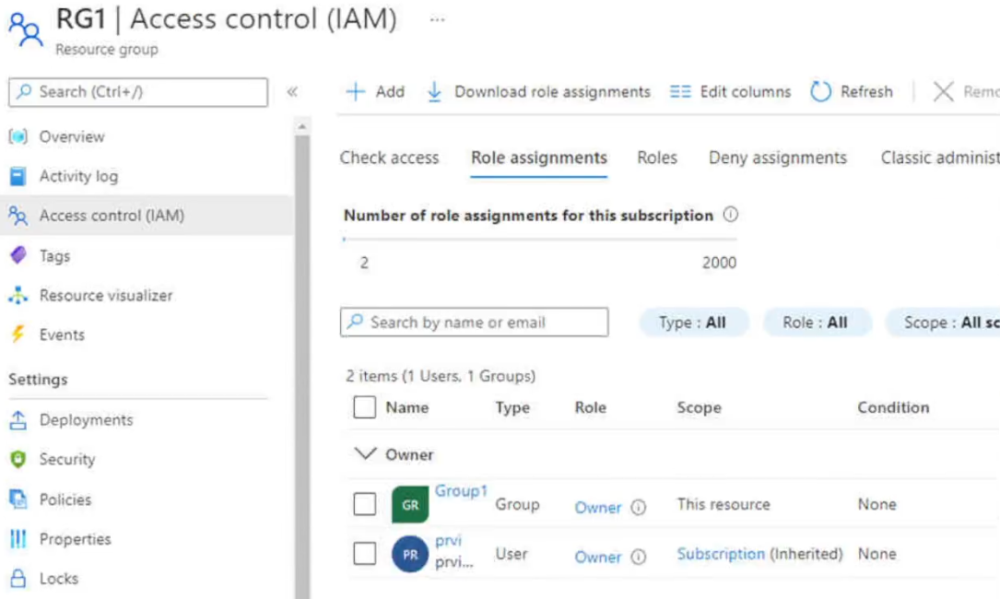 RG1 | Access control (IAM) ...
Resource group
Search (Ctrl+/)
«
Overview
Activity log
Access control (IAM)
Tags
Resource visualizer
Events
Settings
Deployments
Security
Policies
Properties
Locks
Add Download role assignments Edit columns Refresh Remo
Check access Role assignments Roles Deny assignments Classic administ
Number of role assignments for this subscription
2 2000
Search by name or email Type : All Role : All Scope : All sc
2 items (1 Users, 1 Groups)
Name Type Role Scope Condition
Owner
GR Group1 Group Owner This resource None
PR prvi User Owner Subscription (Inherited) None
prvi...